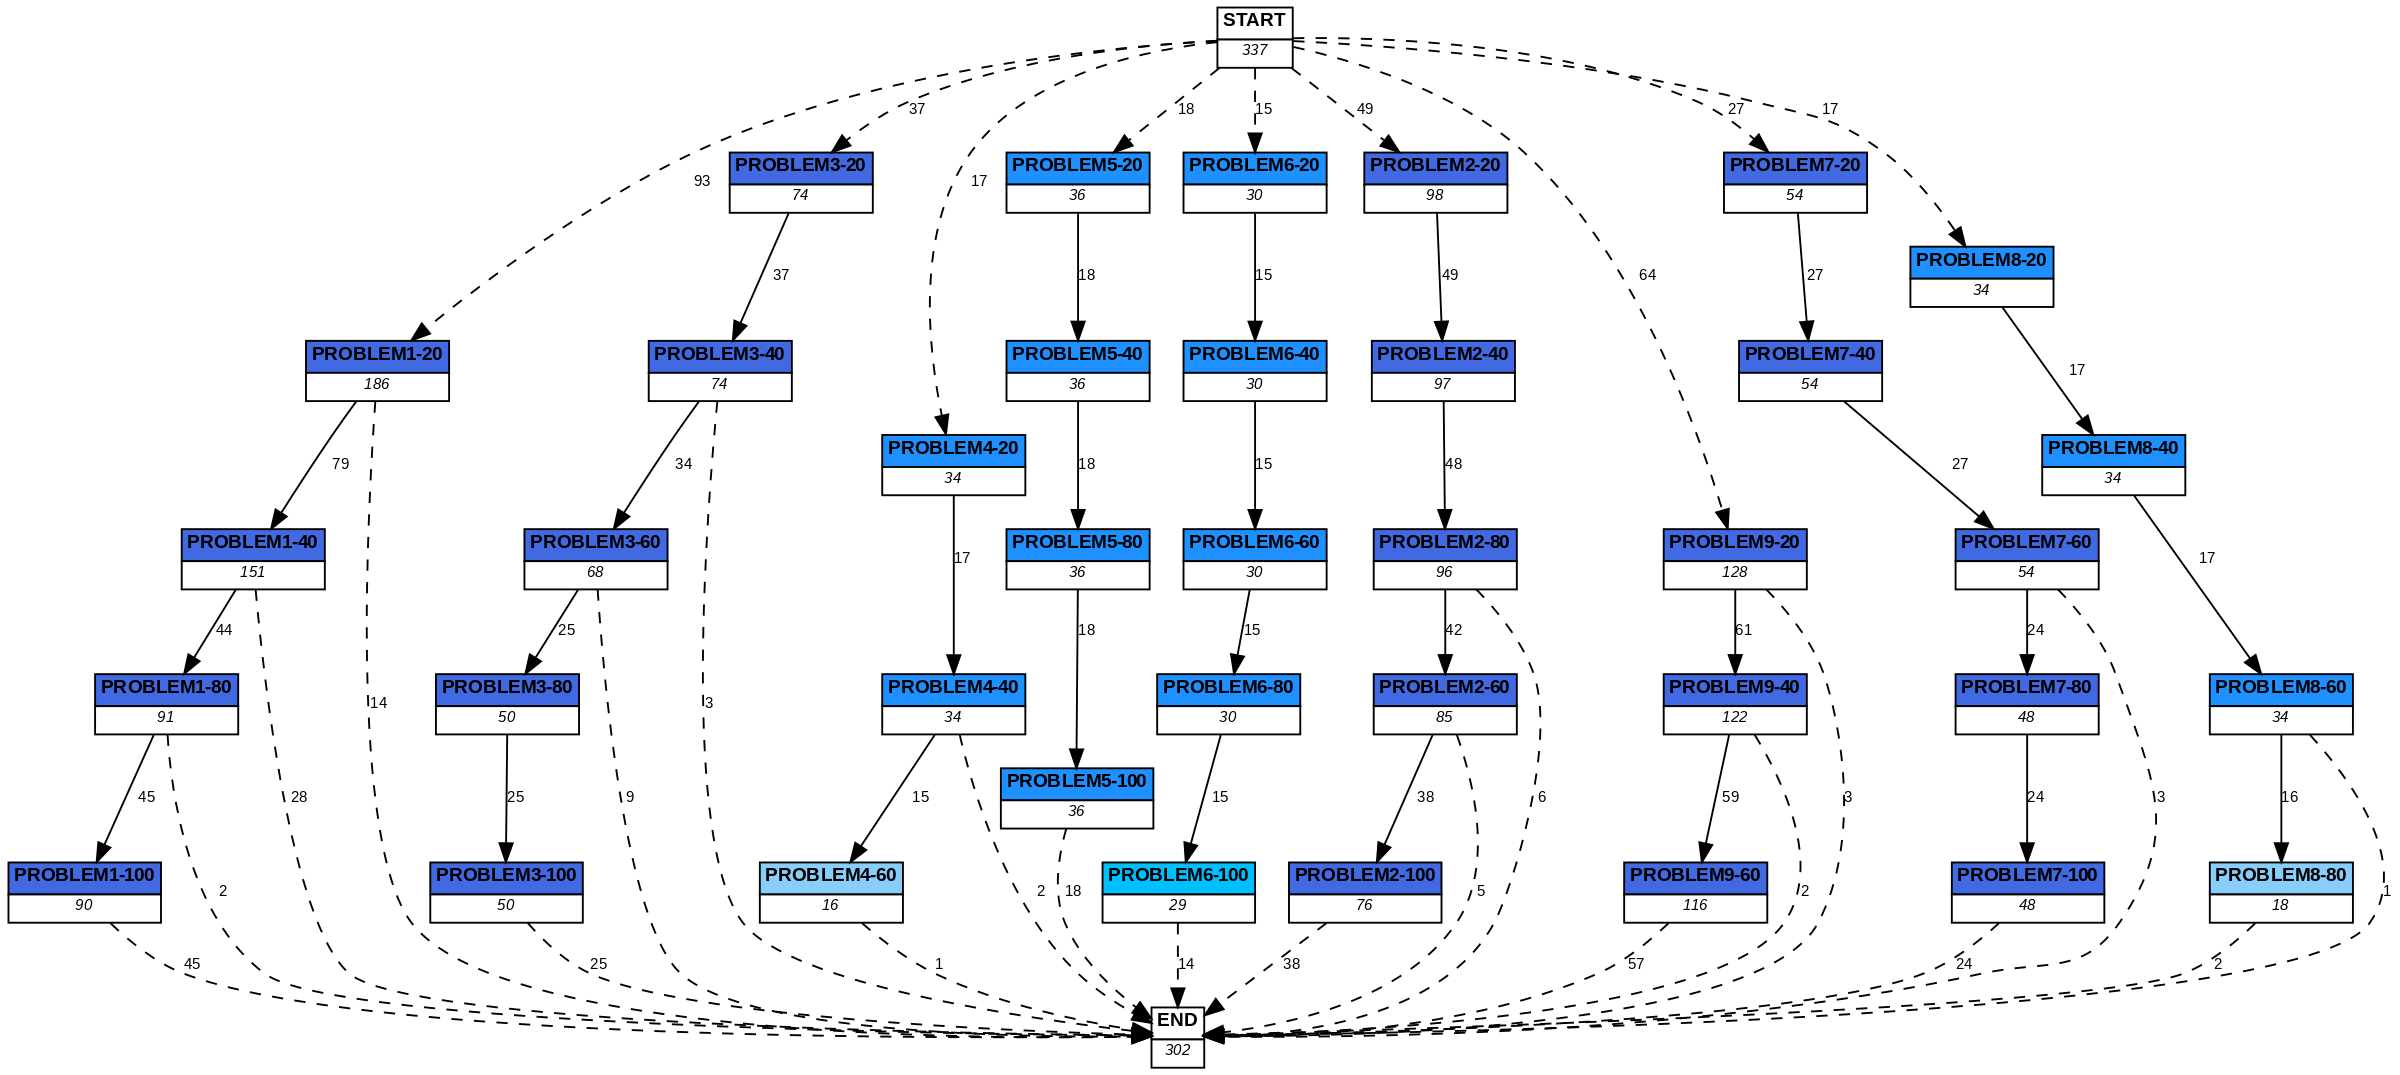 START
337
37
18
15
49
27
17
93
17
PROBLEM3-20
74
PROBLEM5-20
36
PROBLEM6-20
30
PROBLEM2-20
98
PROBLEM7-20
54
PROBLEM8-20
34
37
18
15
49
64
27
17
PROBLEM1-20
186
PROBLEM3-40
74
PROBLEM5-40
36
PROBLEM6-40
30
PROBLEM2-40
97
PROBLEM7-40
54
PROBLEM4-20
34
PROBLEM8-40
34
79
34
18
15
48
27
PROBLEM1-40
151
PROBLEM3-60
68
17
PROBLEM5-80
36
PROBLEM6-60
30
PROBLEM2-80
96
PROBLEM9-20
128
PROBLEM7-60
54
17
44
25
18
15
42
61
24
PROBLEM1-80
91
14
PROBLEM3-80
50
3
PROBLEM4-40
34
PROBLEM6-80
30
PROBLEM2-60
85
PROBLEM9-40
122
PROBLEM7-80
48
PROBLEM8-60
34
PROBLEM5-100
36
45
28
25
9
15
15
38
6
59
3
24
3
16
PROBLEM1-100
90
2
PROBLEM3-100
50
PROBLEM4-60
16
2
18
PROBLEM6-100
29
PROBLEM2-100
76
5
PROBLEM9-60
116
2
PROBLEM7-100
48
PROBLEM8-80
18
1
45
25
1
14
38
57
24
2
END
302